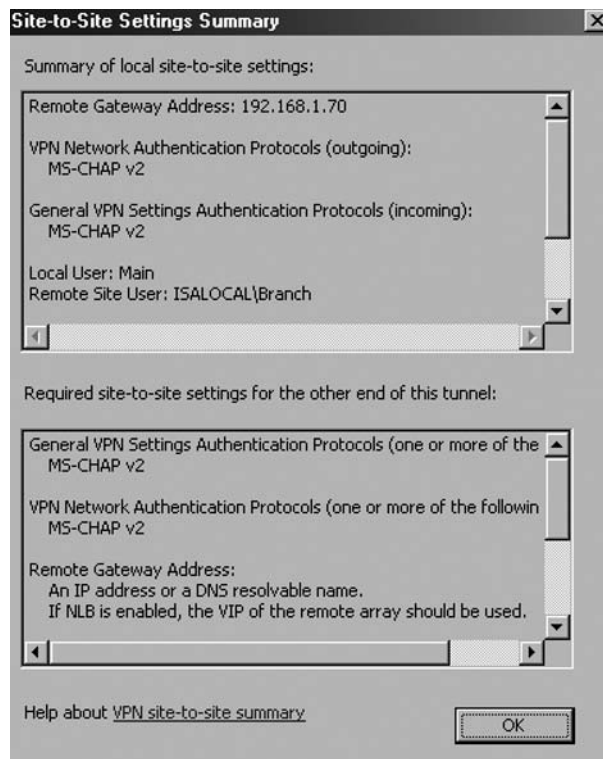 Site-to-Site Settings Summary
Summary of local site-to-site settings:
Remote Gateway Address: 192.168.1.70
VPN Network Authentication Protocols (outgoing):
MS-CHAP v2
General VPN Settings Authentication Protocols (incoming):
MS-CHAP v2
Local User: Main
Remote Site User: ISALOCAL\Branch
Required site-to-site settings for the other end of this tunnel:
General VPN Settings Authentication Protocols (one or more of the
MS-CHAP v2
VPN Network Authentication Protocols (one or more of the followin
MS-CHAP v2
Remote Gateway Address:
An IP address or a DNS resolvable name.
If NLB is enabled, the VIP of the remote array should be used.
Help about VPN site-to-site summary
OK